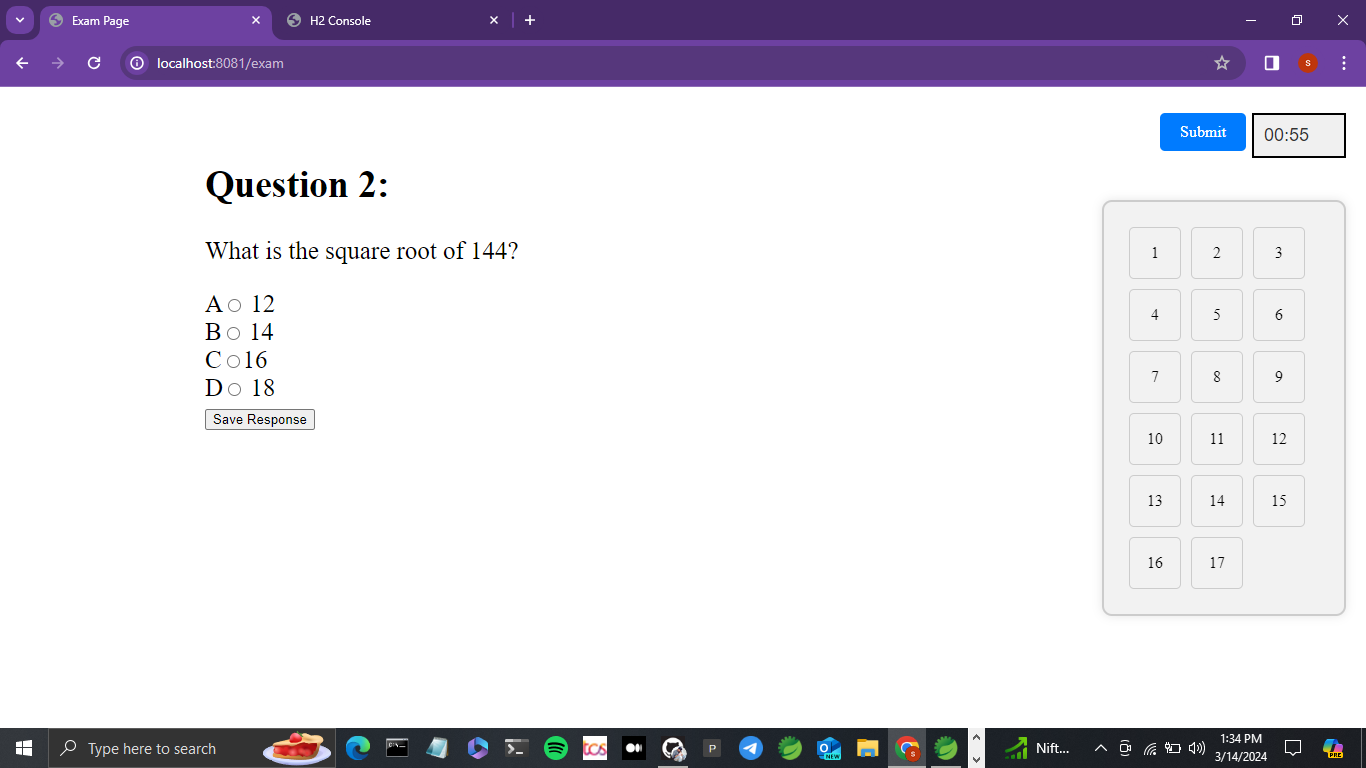 Exam Page
H2 Console
localhost:8081/exam
s
Submit
00:55
Question 2:
What is the square root of 144?
A 12
B 14
C 16
D 18
Save Response
1 2 3
4 5 6
7 8 9
10 11 12
13 14 15
16 17
Type here to search
tcs
P
NEW
s
Nift...
1:34 PM
3/14/2024
PRE